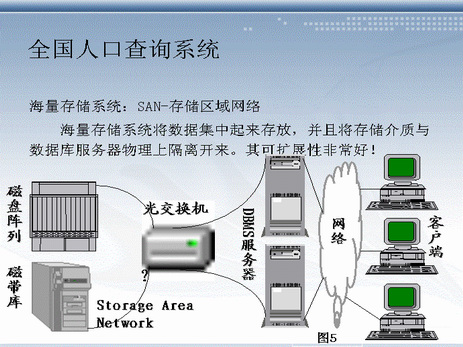 全国人口查询系统
海量存储系统：SAN-存储区域网络
海量存储系统将数据集中起来存放，并且将存储介质与
数据库服务器物理上隔离开来。其可扩展性非常好！
磁盘阵列
光交换机
DBMS服务器
网络
客户端
磁带库
?
Storage Area
Network
图5